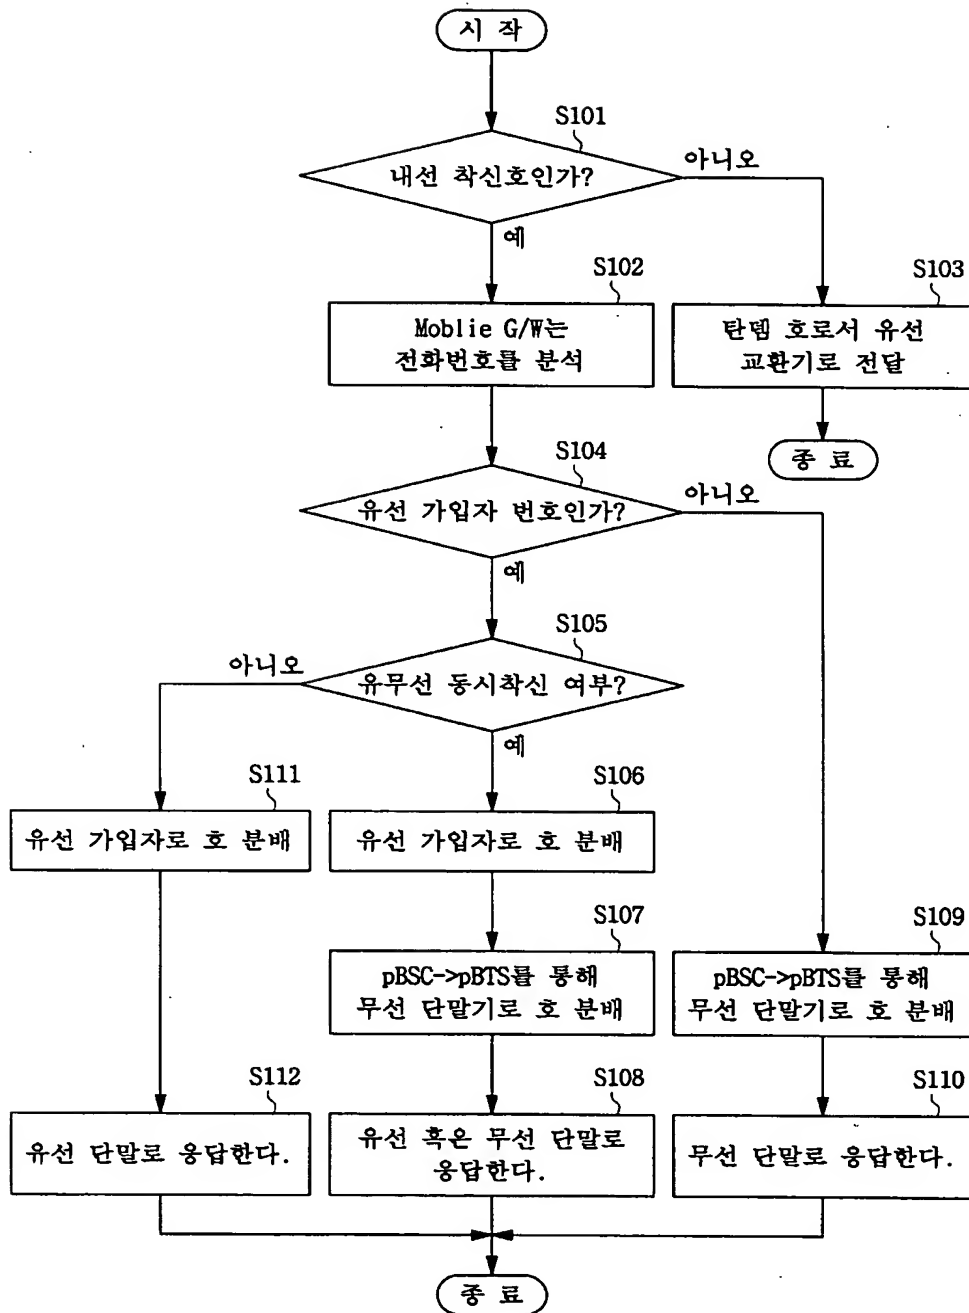 시 작
S101
내선 착신호인가?
아니오
예
S102
Moblie G/W는
전화번호를 분석
S103
탄뎀 호로서 유선
교환기로 전달
종 료
S104
유선 가입자 번호인가?
아니오
예
S105
유무선 동시착신 여부?
아니오
예
S111
유선 가입자로 호 분배
S106
유선 가입자로 호 분배
S107
pBSC->pBTS를 통해
무선 단말기로 호 분배
S109
pBSC->pBTS를 통해
무선 단말기로 호 분배
S112
유선 단말로 응답한다.
S108
유선 혹은 무선 단말로
응답한다.
S110
무선 단말로 응답한다.
종 료